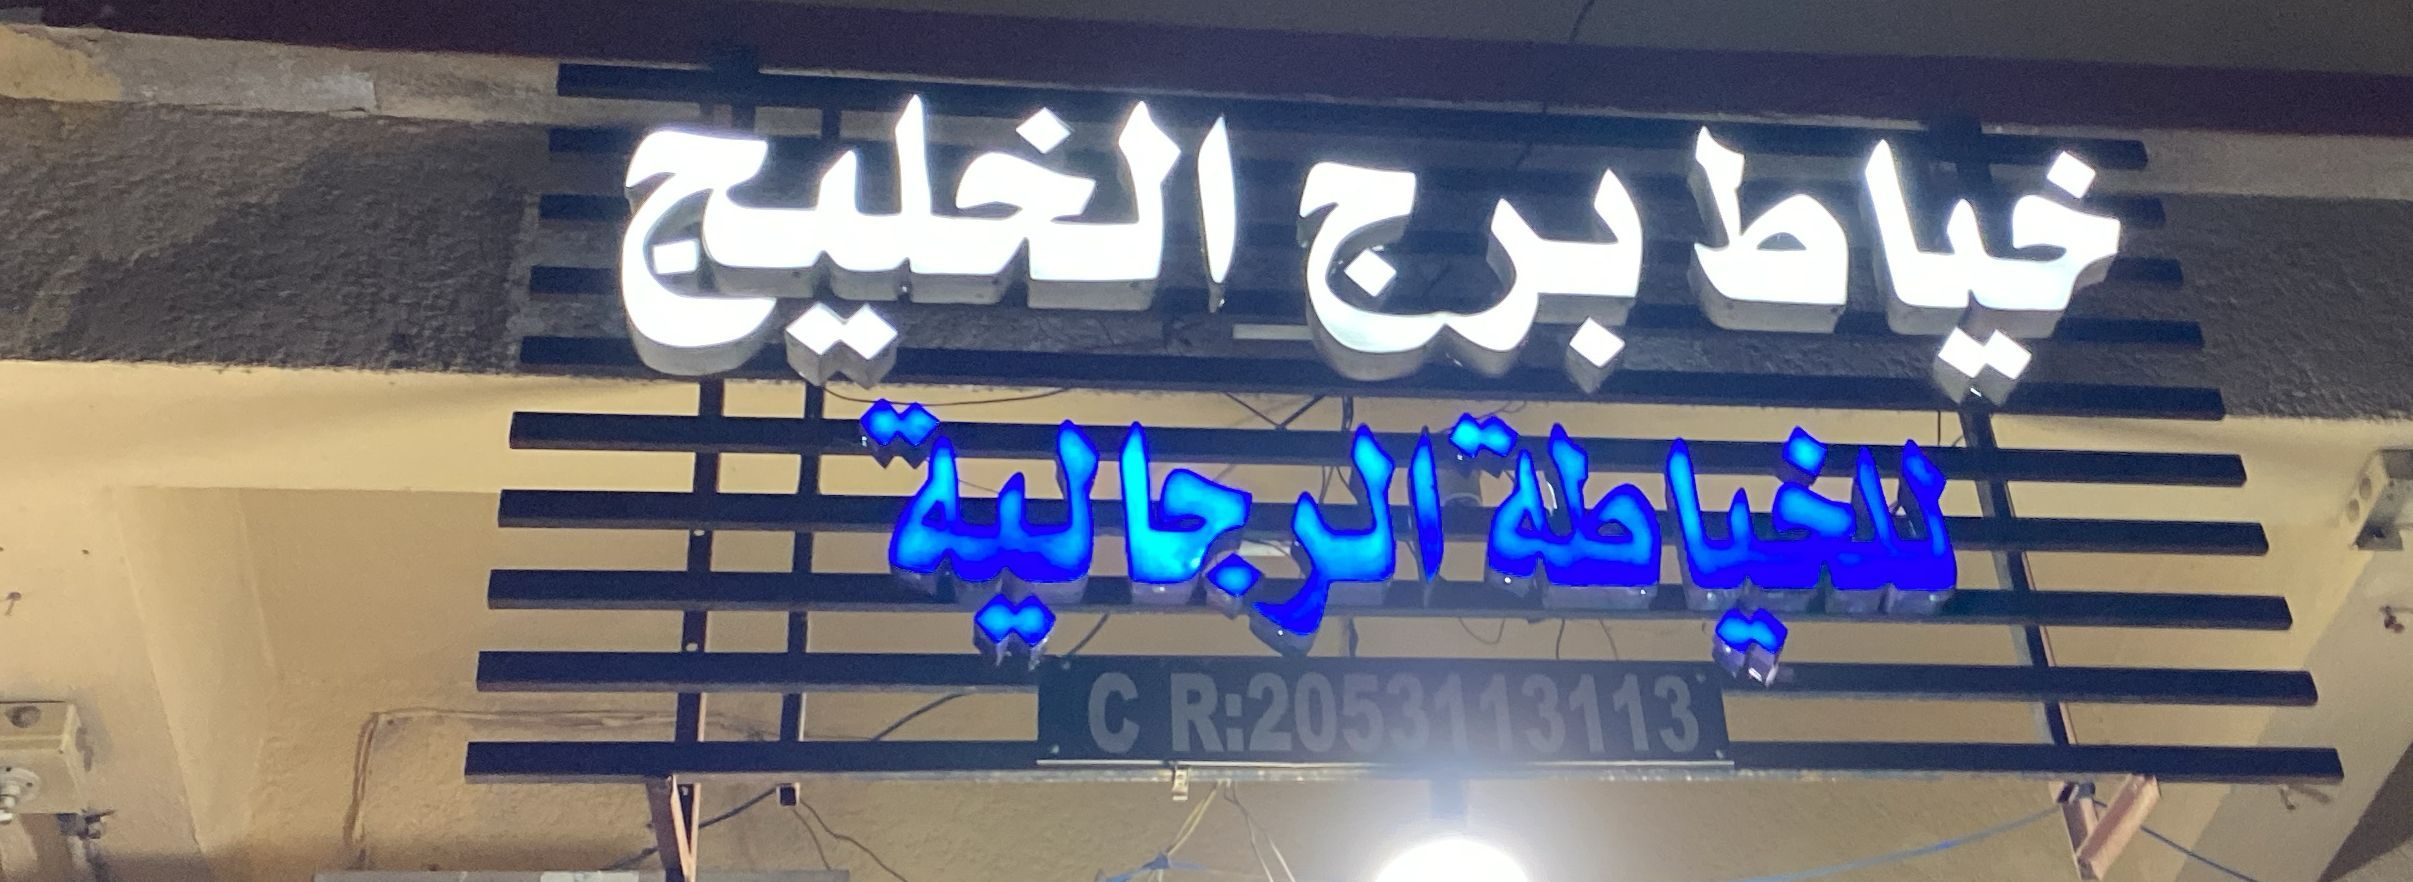 خياط برج الخليج
للخياطة الرجالية
C R:2053113113